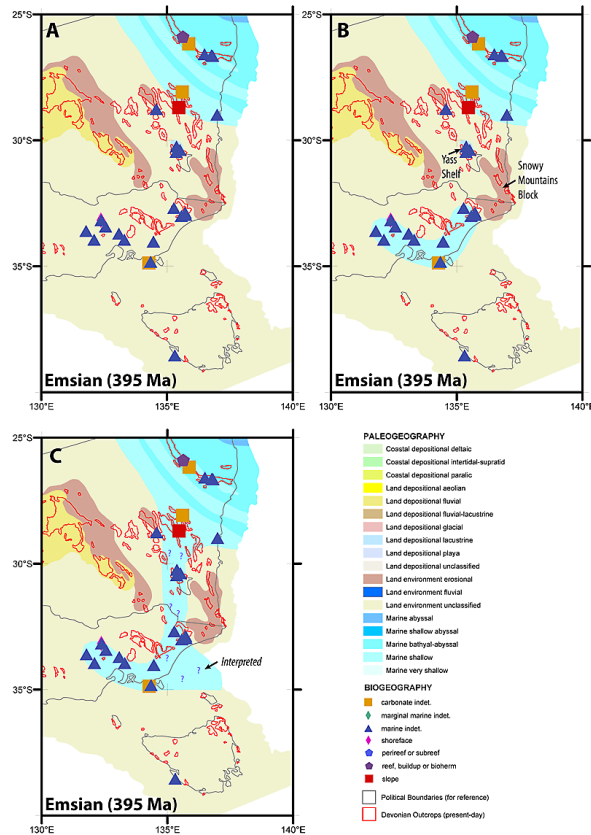 25°S
30°S
35°S
A
Emsian (395 Ma)
130°E
135°E
140°E
B
Yass
Shelf
Snowy
Mountains
Block
Emsian (395 Ma)
130°E
135°E
140°E
25°S
30°S
35°S
C
? ?
?
?
?
?
?
Interpreted
Emsian (395 Ma)
130°E
135°E
140°E
PALEOGEOGRAPHY
Coastal depositional deltaic
Coastal depositional intertidal-supratid
Coastal depositional paralic
Land depositional aeolian
Land depositional fluvial
Land depositional fluvial-lacustrine
Land depositional glacial
Land depositional lacustrine
Land depositional playa
Land depositional unclassified
Land environment erosional
Land environment fluvial
Land environment unclassified
Marine abyssal
Marine shallow abyssal
Marine bathyal-abyssal
Marine shallow
Marine very shallow
BIOGEOGRAPHY
carbonate indet.
marginal marine indet.
marine indet.
shoreface
perireef or subreef
reef, buildup or bioherm
slope
Political Boundaries (for reference)
Devonian Outcrops (present-day)